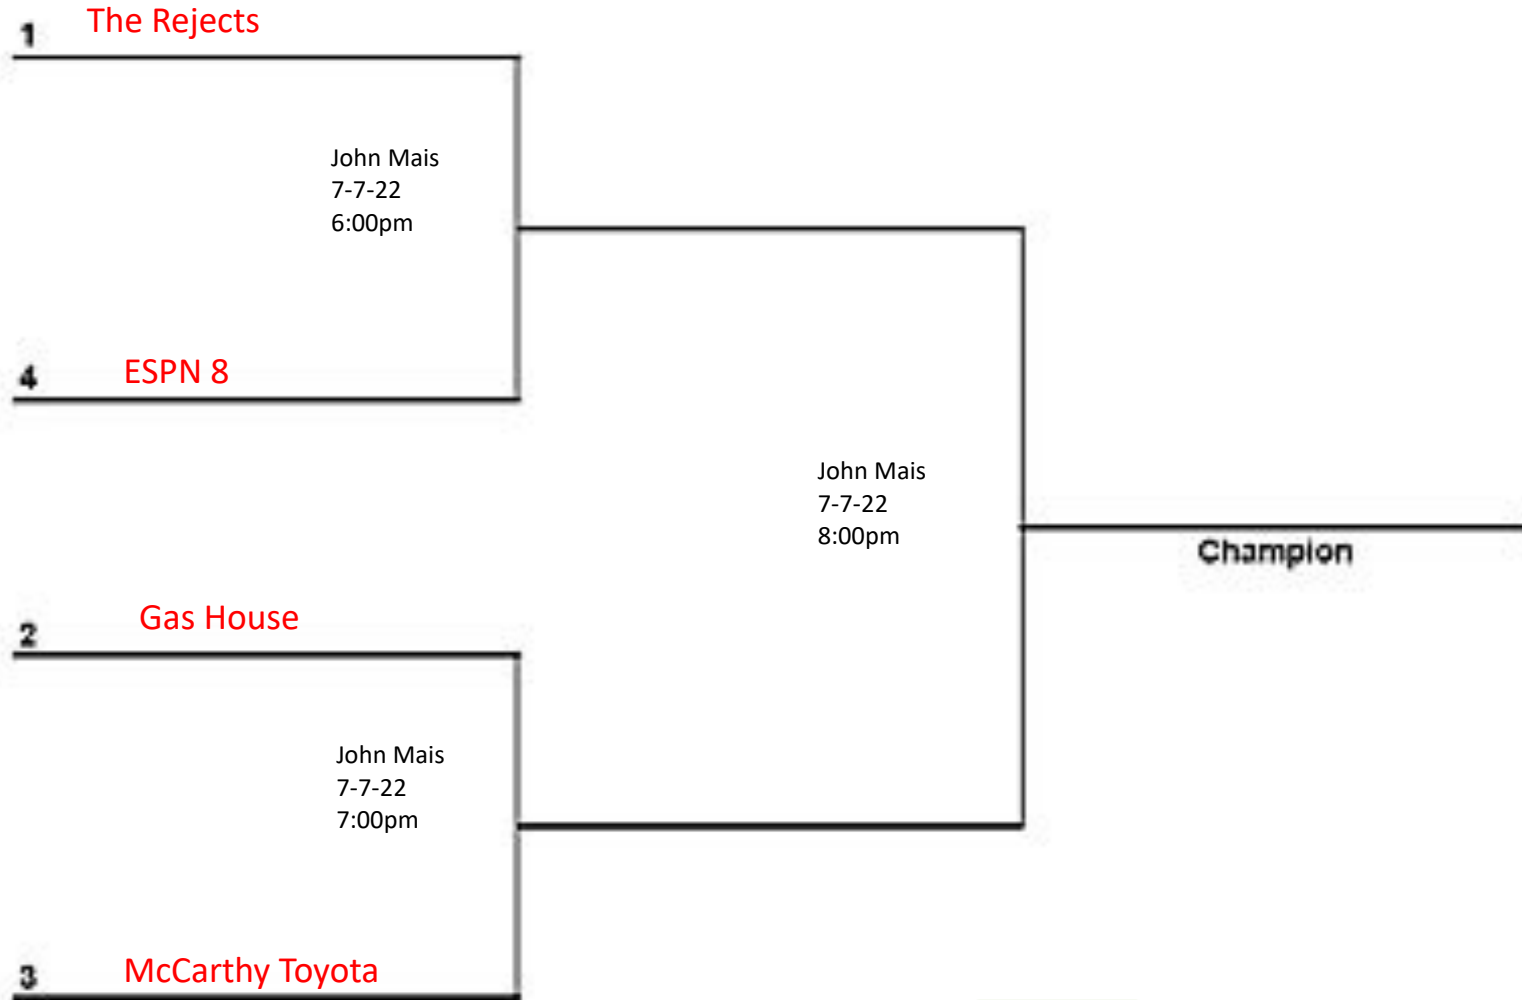 1 The Rejects
John Mais
7-7-22
6:00pm
4 ESPN 8
John Mais
7-7-22
8:00pm
Champion
2 Gas House
John Mais
7-7-22
7:00pm
3 McCarthy Toyota